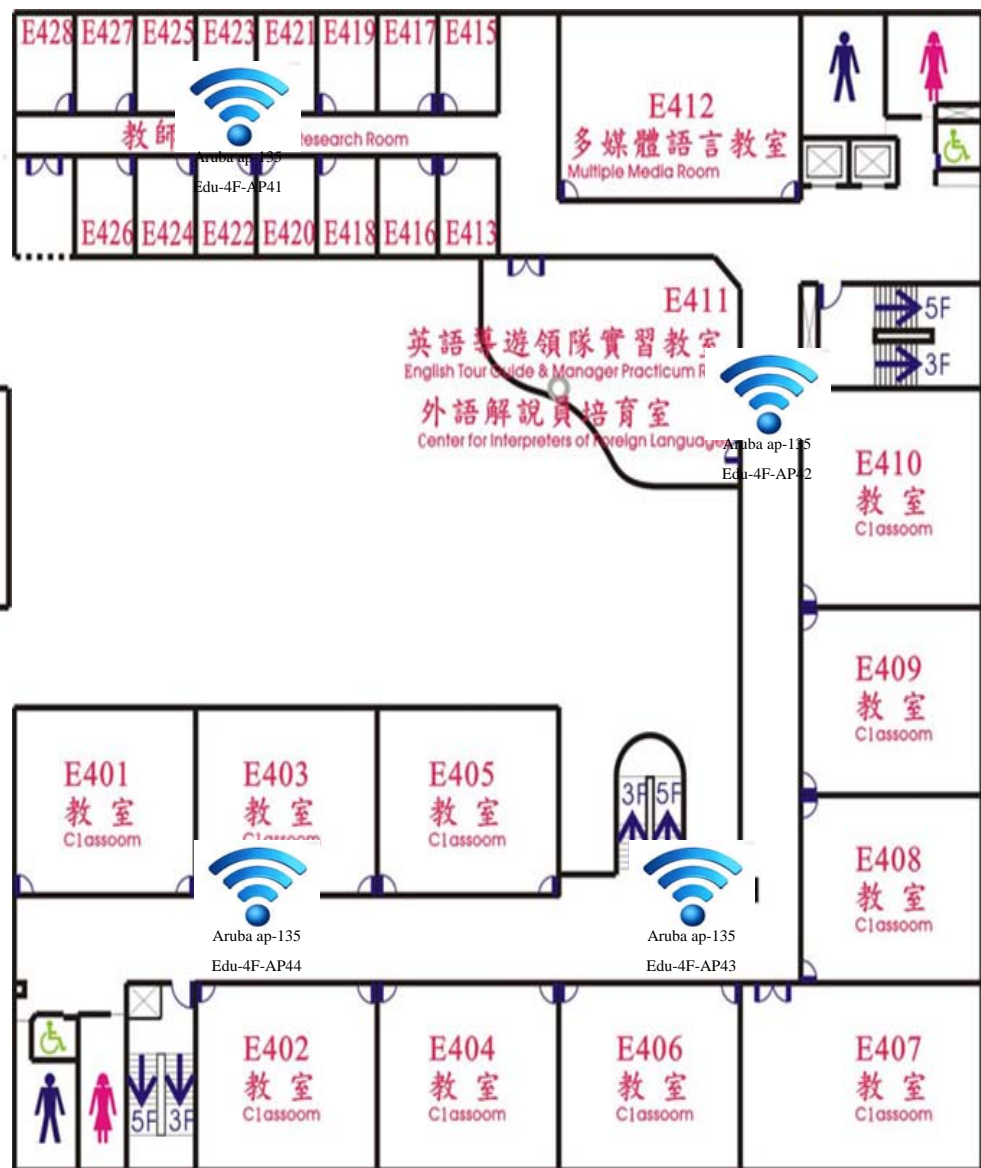 E428 E427 E425 E423 E421 E419 E417 E415
E412
多媒體語言教室
Multiple Media Room
教師
Research Room
Aruba ap-135
Edu-4F-AP41
E426 E424 E422 E420 E418 E416 E413
E411
英語導遊領隊實習教室
English Tour Guide & Manager Practicum R
外語解說員培育室
Center for Interpreters of Foreign Language
5F
3F
Aruba ap-135
Edu-4F-AP42
E410
教室
Classoom
E409
教室
Classoom
E401
教室
Classoom
E403
教室
Classoom
E405
教室
Classoom
3F 5F
E408
教室
Classoom
Aruba ap-135
Edu-4F-AP44
Aruba ap-135
Edu-4F-AP43
E402
教室
Classoom
E404
教室
Classoom
E406
教室
Classoom
E407
教室
Classoom
5F 3F